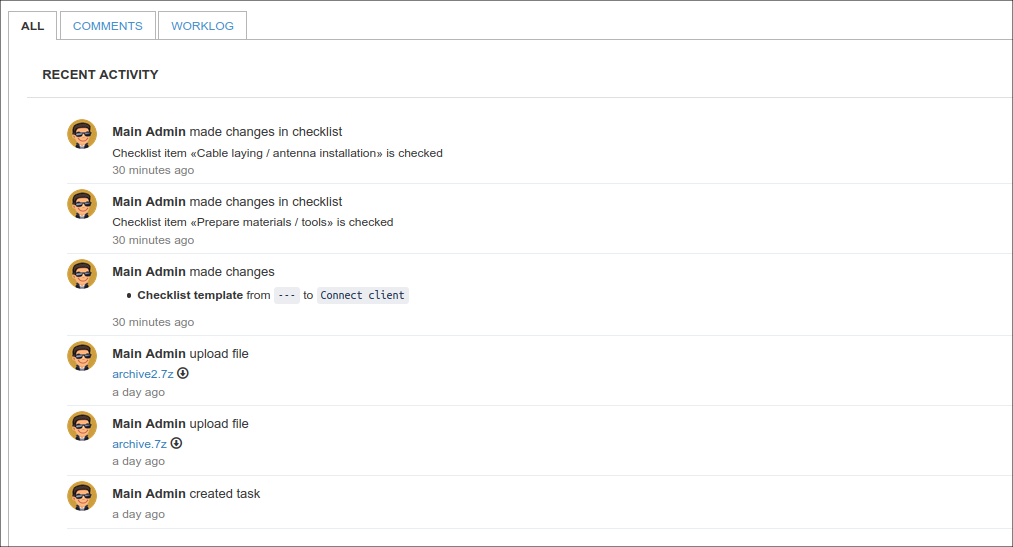 ALL COMMENTS WORKLOG
RECENT ACTIVITY
Main Admin made changes in checklist
Checklist item «Cable laying / antenna installation» is checked
30 minutes ago
Main Admin made changes in checklist
Checklist item «Prepare materials / tools» is checked
30 minutes ago
Main Admin made changes
• Checklist template from --- to Connect client
30 minutes ago
Main Admin upload file
archive2.7z
a day ago
Main Admin upload file
archive.7z
a day ago
Main Admin created task
a day ago